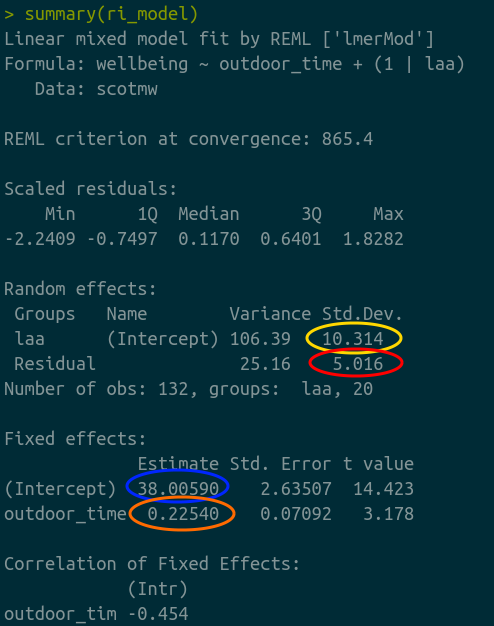 > summary(ri_model)
Linear mixed model fit by REML ['lmerMod']
Formula: wellbeing ~ outdoor_time + (1 | laa)
   Data: scotmw
REML criterion at convergence: 865.4
Scaled residuals:
    Min      1Q  Median      3Q     Max
-2.2409 -0.7497  0.1170  0.6401  1.8282
Random effects:
 Groups   Name        Variance Std.Dev.
 laa      (Intercept) 106.39   10.314
 Residual              25.16    5.016
Number of obs: 132, groups:  laa, 20
Fixed effects:
             Estimate Std. Error t value
(Intercept)  38.00590    2.63507  14.423
outdoor_time  0.22540    0.07092   3.178
Correlation of Fixed Effects:
            (Intr)
outdoor_tim -0.454